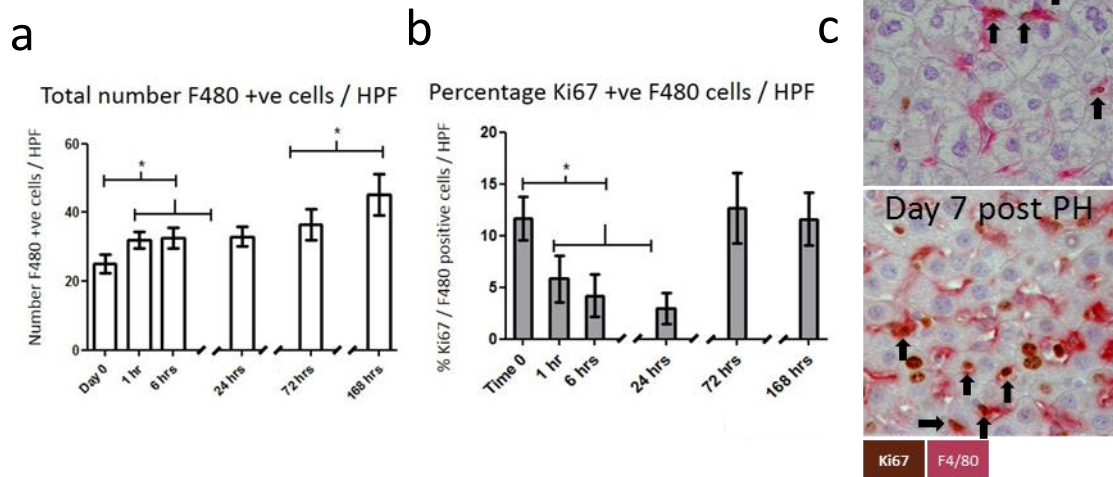 a
Total number F480 +ve cells / HPF
Number F480 +ve cells / HPF
60
40
20
0
*
*
Day 0
1 hr
6 hrs
24 hrs
72 hrs
168 hrs
b
Percentage Ki67 +ve F480 cells / HPF
% Ki67 / F480 positive cells / HPF
20
15
10
5
0
*
Time 0
1 hr
6 hrs
24 hrs
72 hrs
168 hrs
c
Day 7 post PH
Ki67
F4/80